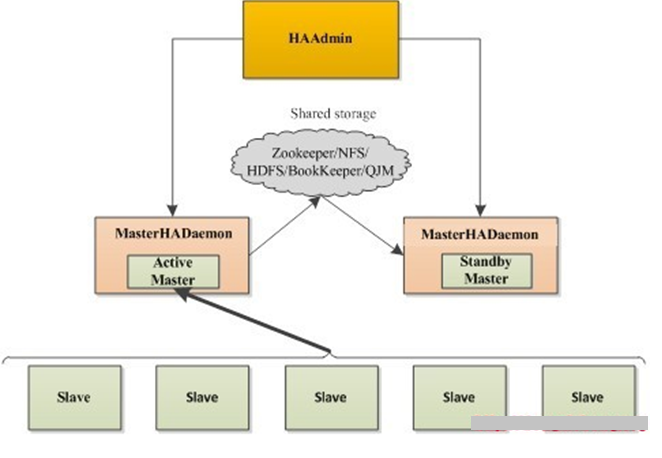 HAAdmin
Shared storage
Zookeeper/NFS/
HDFS/BookKeeper/QJM
MasterHADaemon
Active
Master
MasterHADaemon
Standby
Master
Slave
Slave
Slave
Slave
Slave